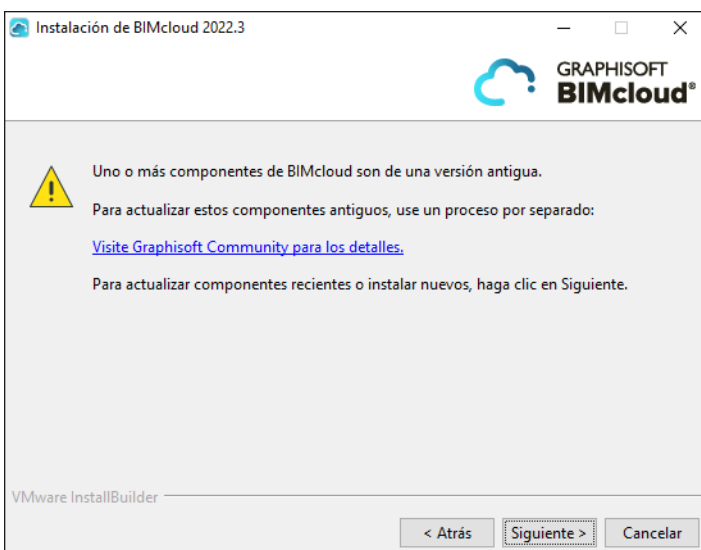 Instalación de BIMcloud 2022.3
GRAPHISOFT
BIMcloud®
Uno o más componentes de BIMcloud son de una versión antigua.
Para actualizar estos componentes antiguos, use un proceso por separado:
Visite Graphisoft Community para los detalles.
Para actualizar componentes recientes o instalar nuevos, haga clic en Siguiente.
VMware InstallBuilder
< Atrás
Siguiente >
Cancelar